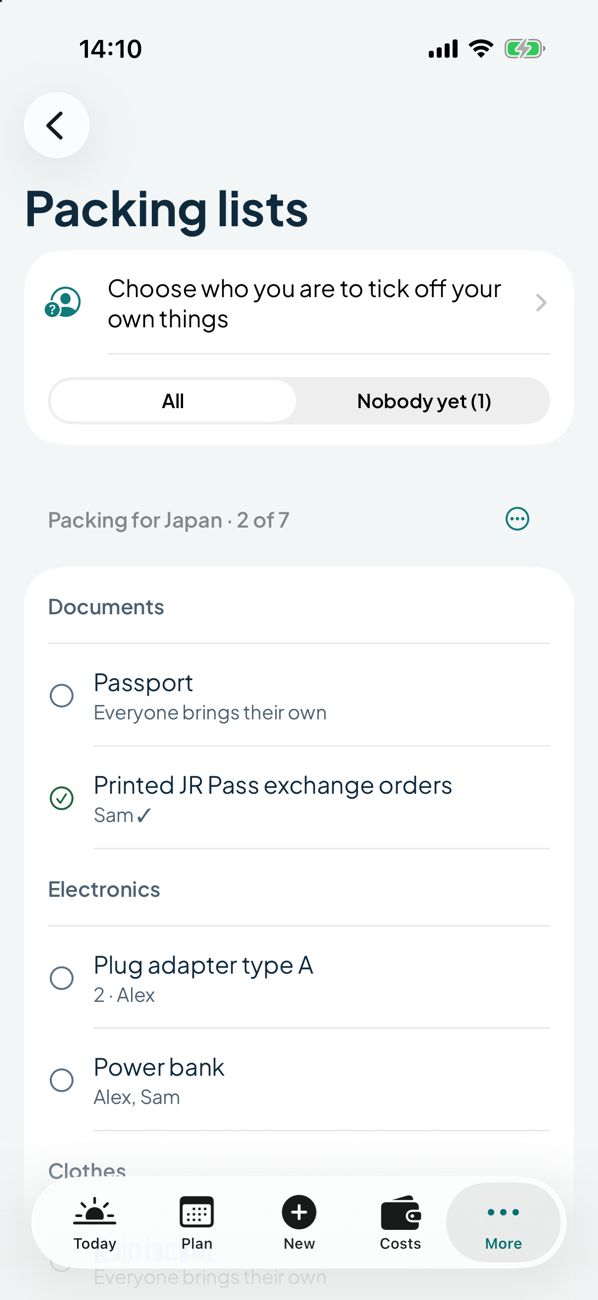 14:10
Packing lists
Choose who you are to tick off your
own things
All
Nobody yet (1)
Packing for Japan · 2 of 7
Documents
Passport
Everyone brings their own
Printed JR Pass exchange orders
Sam ✓
Electronics
Plug adapter type A
2 · Alex
Power bank
Alex, Sam
Clothes
Everyone brings their own
Today
Plan
New
Costs
More